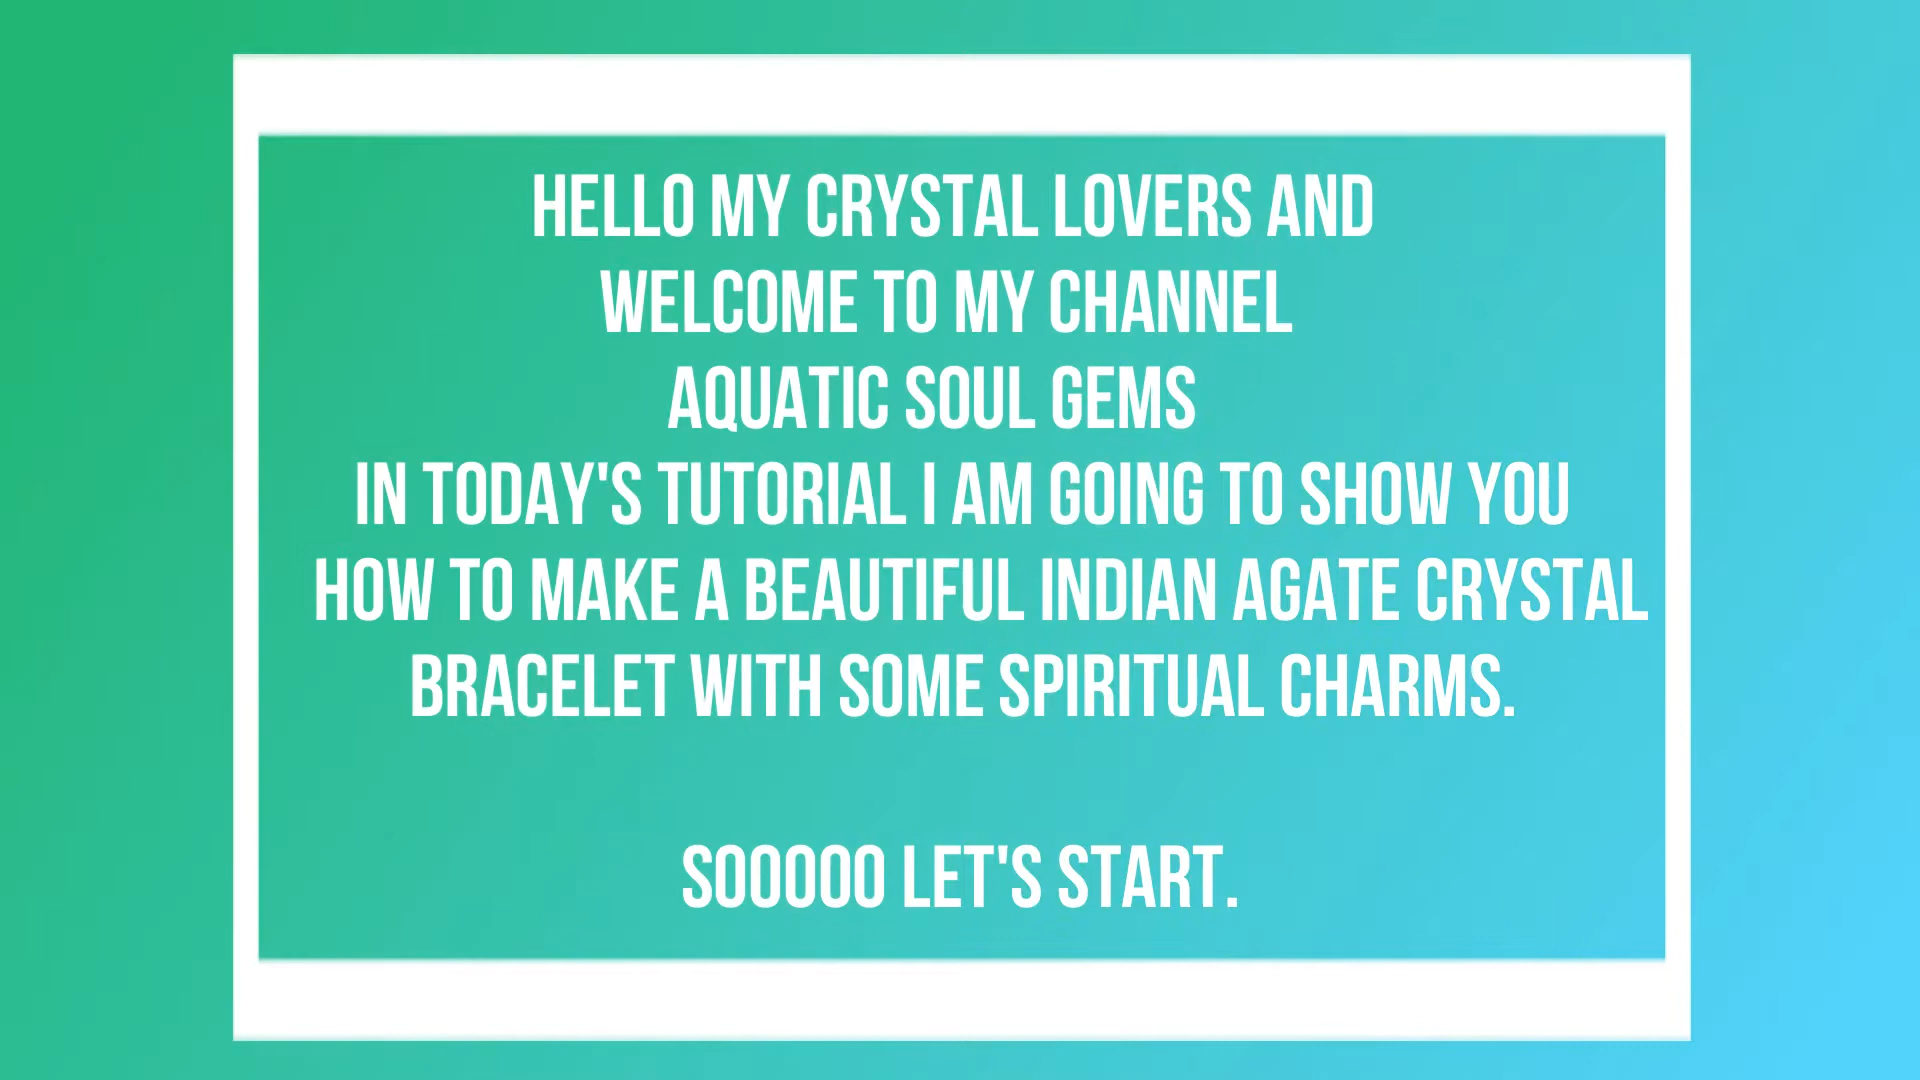 HELLO MY CRYSTAL LOVERS AND
WELCOME TO MY CHANNEL
AQUATIC SOUL GEMS
IN TODAY'S TUTORIAL I AM GOING TO SHOW YOU
HOW TO MAKE A BEAUTIFUL INDIAN AGATE CRYSTAL
BRACELET WITH SOME SPIRITUAL CHARMS.
SOOOOO LET'S START.